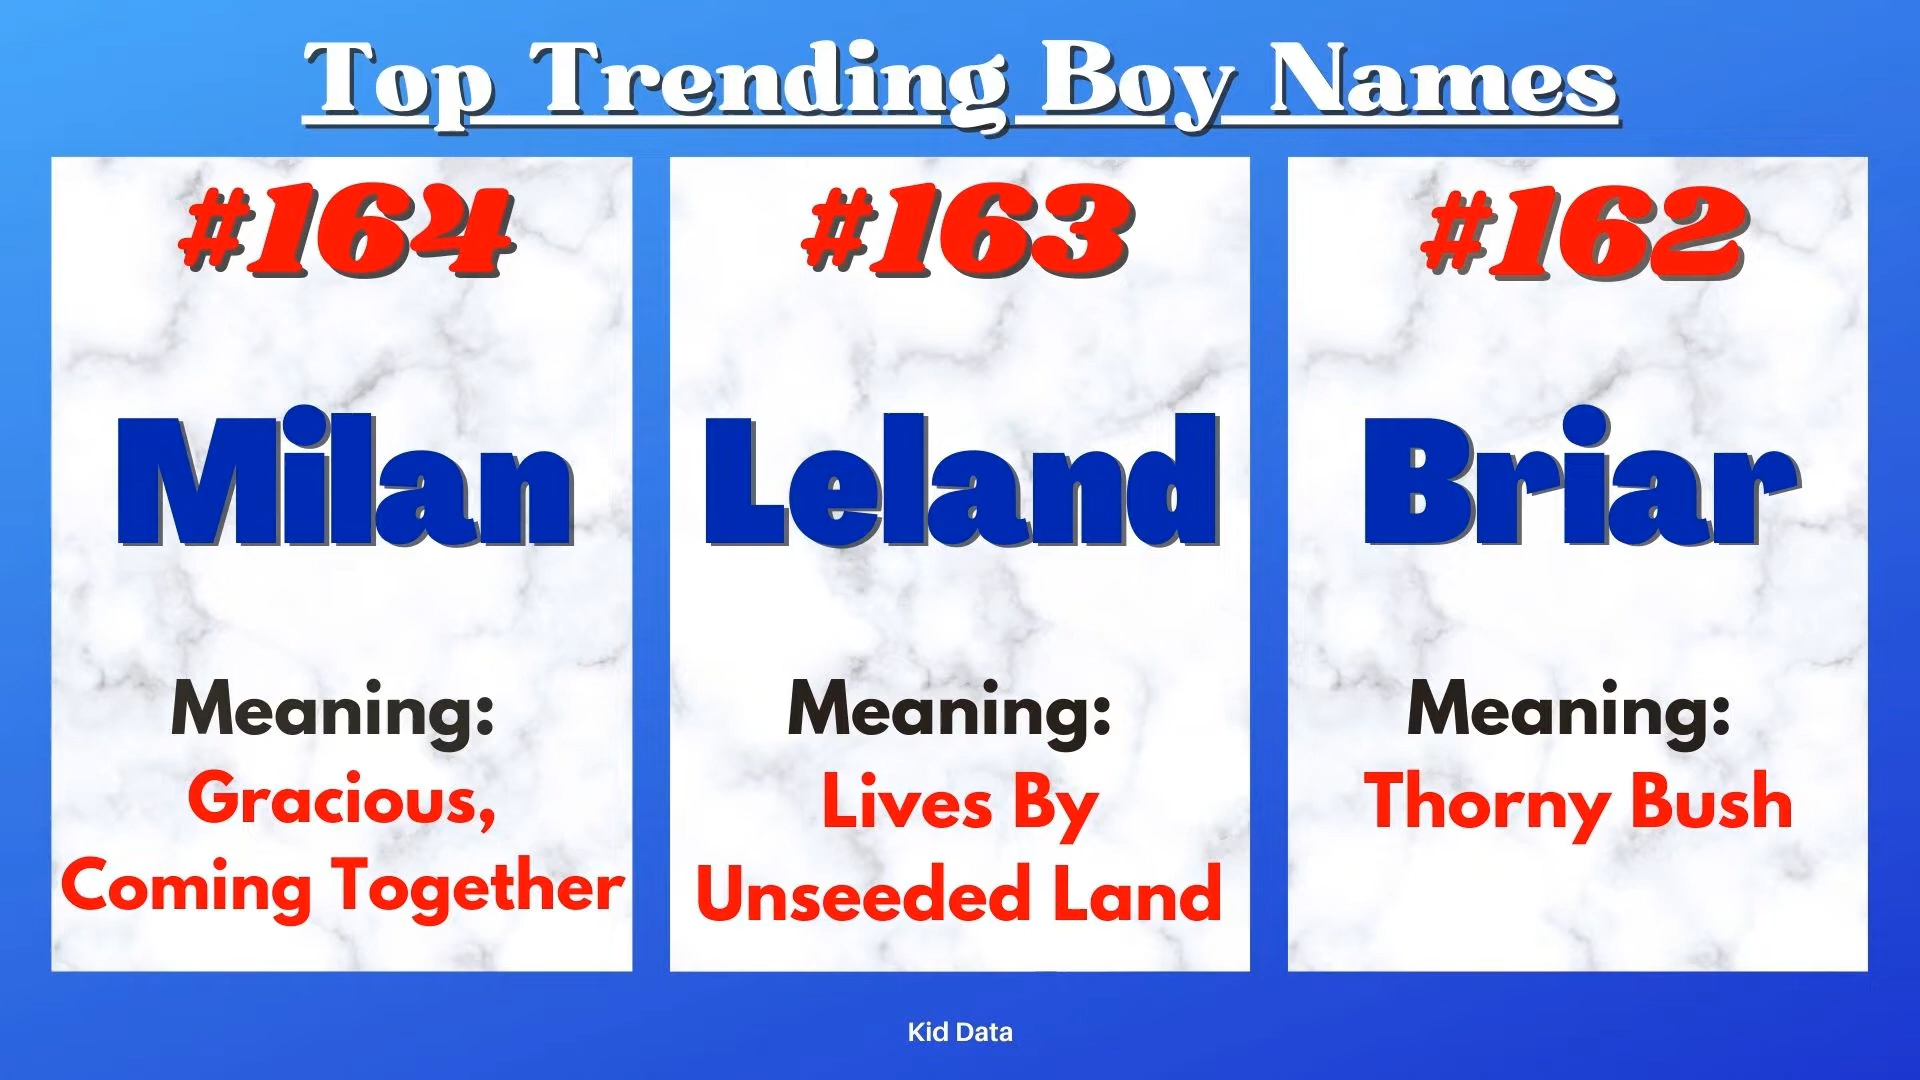 Top Trending Boy Names
#164
Milan
Meaning:
Gracious,
Coming Together
#163
Leland
Meaning:
Lives By
Unseeded Land
#162
Briar
Meaning:
Thorny Bush
Kid Data